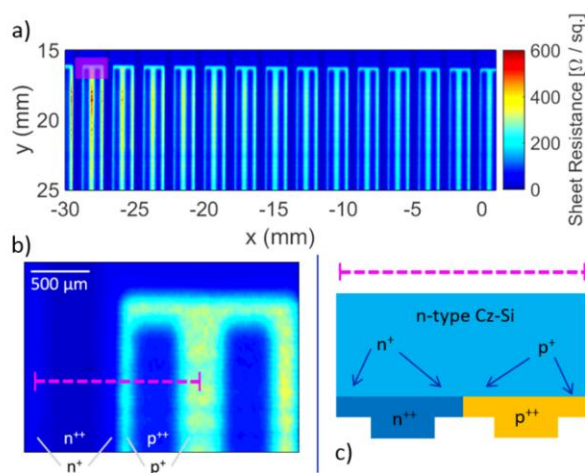 a)
15
20
25
y (mm)
-30 -25 -20 -15 -10 -5 0
x (mm)
600
400
200
0
Sheet Resistance [Ω / sq.]
b)
500 µm
n++ p++
n+ p+
n-type Cz-Si
n+ p+
n++ p++
c)